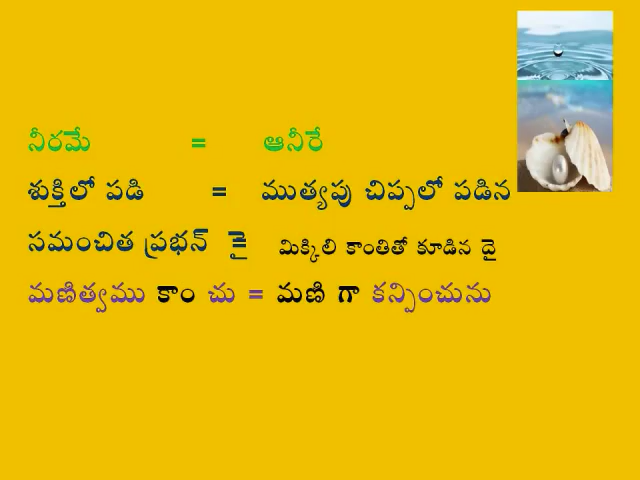 నీరమే = ఆనీరే
శుక్తిలో పడి = ముత్యపు చిప్పలో పడిన
సమంచిత ప్రభన్ = మిక్కిలి కాంతితో కూడిన దై
మణిత్వము కాం చు = మణి గా కన్పించును